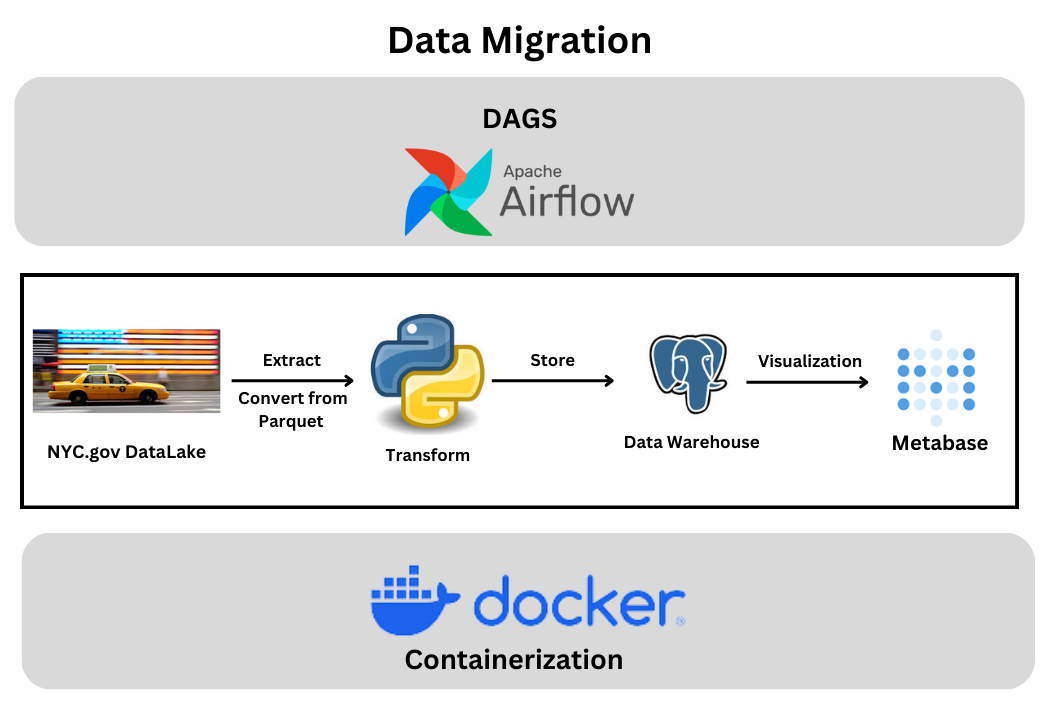 Data Migration
DAGS
Apache
Airflow
Extract
Convert from
Parquet
NYC.gov DataLake
Transform
Store
Data Warehouse
Visualization
Metabase
docker
Containerization